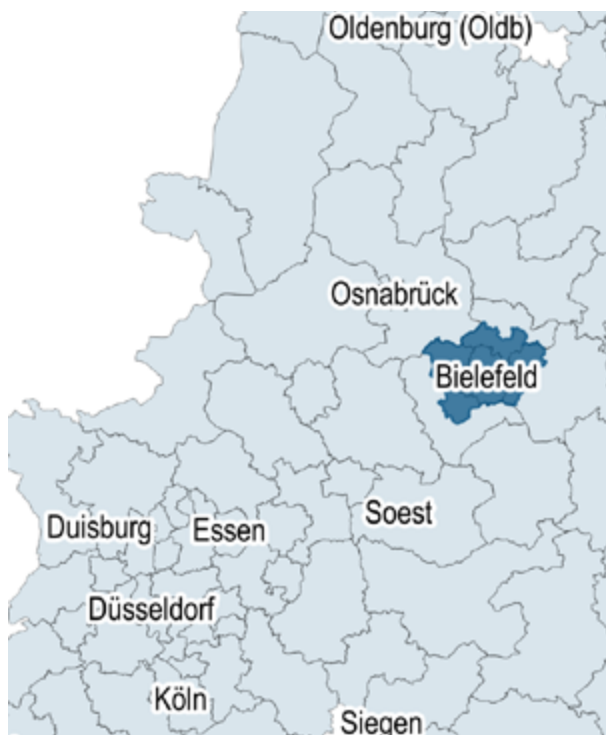 Oldenburg (Oldb)
Osnabrück
Bielefeld
Soest
Duisburg
Essen
Düsseldorf
Köln
Siegen